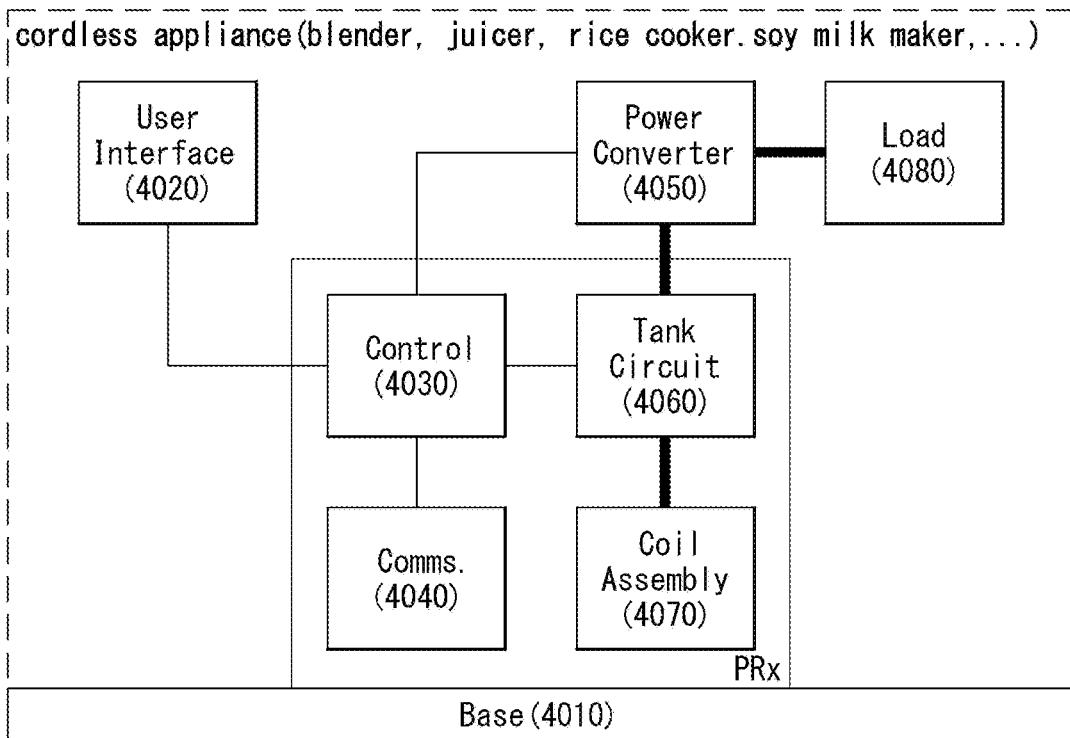 cordless appliance(blender, juicer, rice cooker.soy milk maker,...)
User
Interface
(4020)
Power
Converter
(4050)
Load
(4080)
Control
(4030)
Tank
Circuit
(4060)
Comms.
(4040)
Coil
Assembly
(4070)
PRx
Base(4010)